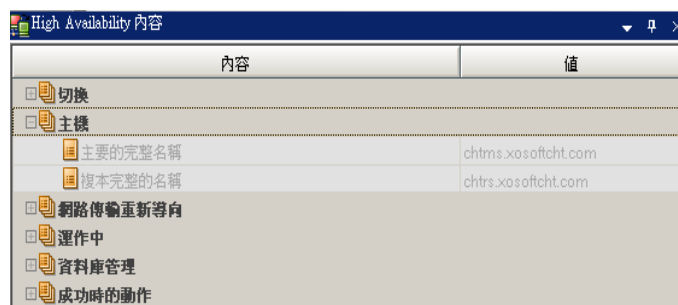 High Availability 內容
內容 值
切換
主機
主要的完整名稱 chtms.xosoftcht.com
複本完整的名稱 chtrs.xosoftcht.com
網路傳輸重新導向
運作中
資料庫管理
成功時的動作